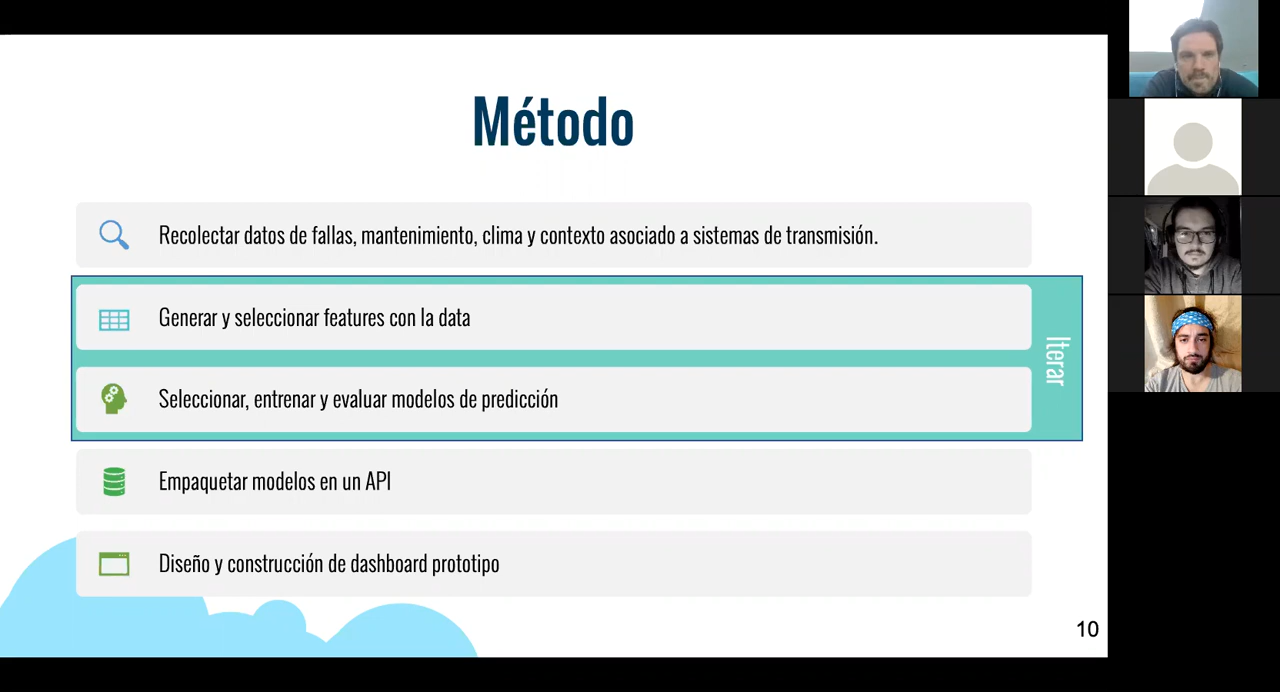 Método
Recolectar datos de fallas, mantenimiento, clima y contexto asociado a sistemas de transmisión.
Generar y seleccionar features con la data
Seleccionar, entrenar y evaluar modelos de predicción
Iterar
Empaquetar modelos en un API
Diseño y construcción de dashboard prototipo
10